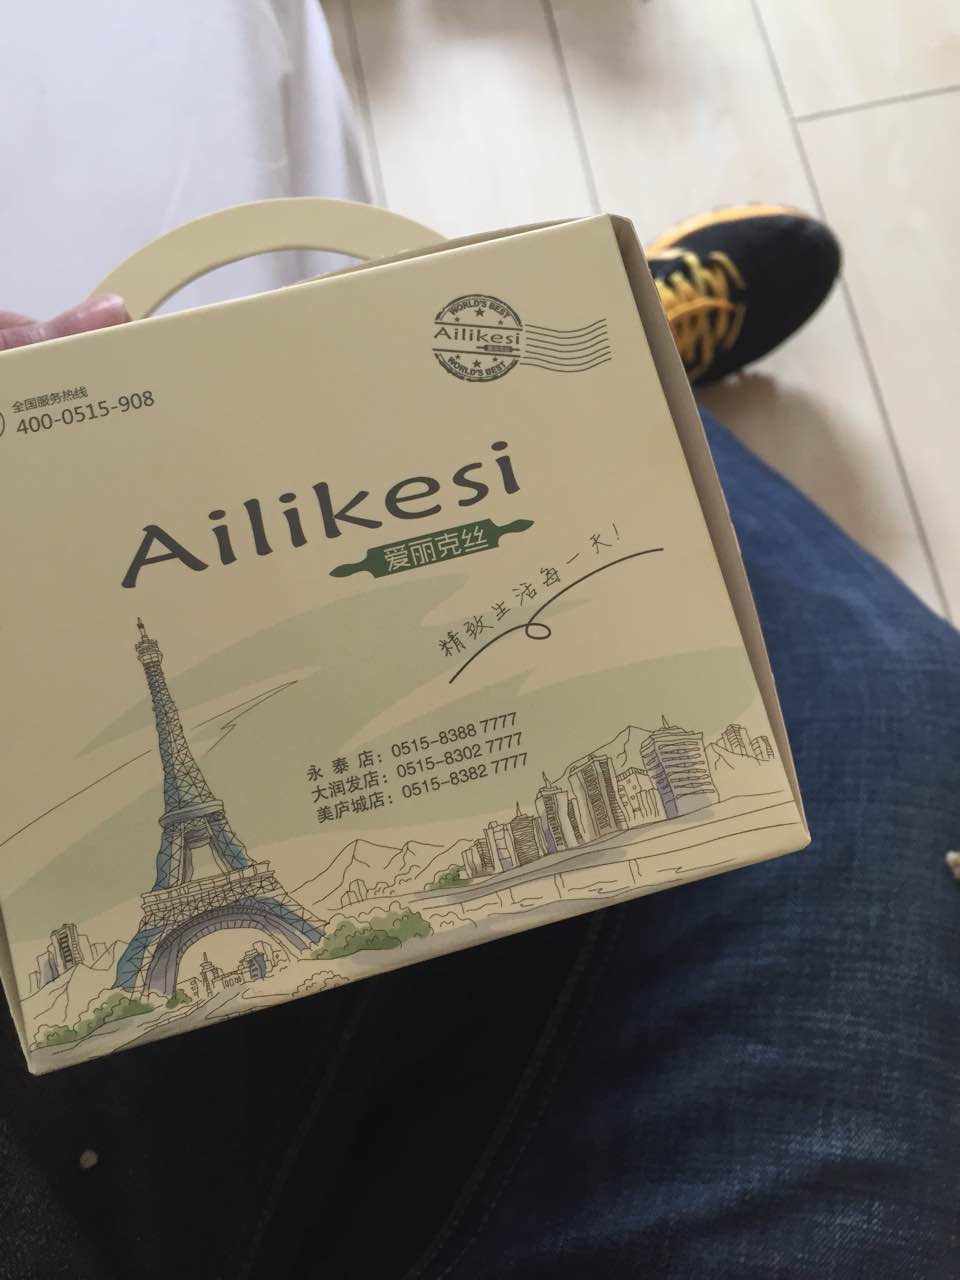 WORLD'S BEST
Ailikesi
WORLD'S BEST
全国服务热线
400-0515-908
Ailikesi
爱丽克丝
精致生活每一天!
永泰店：0515-8388 7777
大润发店：0515-8302 7777
美庐城店：0515-8382 7777